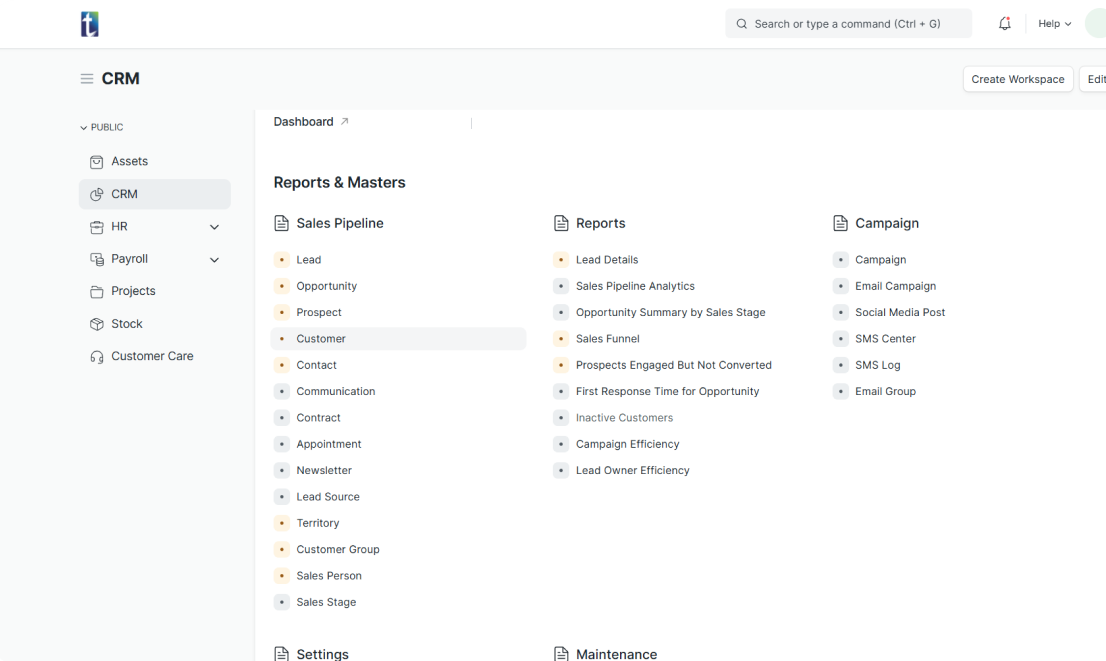 t
Search or type a command (Ctrl + G)
Help
CRM
Create Workspace
Edit
PUBLIC
Assets
CRM
HR
Payroll
Projects
Stock
Customer Care
Dashboard
Reports & Masters
Sales Pipeline
Lead
Opportunity
Prospect
Customer
Contact
Communication
Contract
Appointment
Newsletter
Lead Source
Territory
Customer Group
Sales Person
Sales Stage
Reports
Lead Details
Sales Pipeline Analytics
Opportunity Summary by Sales Stage
Sales Funnel
Prospects Engaged But Not Converted
First Response Time for Opportunity
Inactive Customers
Campaign Efficiency
Lead Owner Efficiency
Campaign
Campaign
Email Campaign
Social Media Post
SMS Center
SMS Log
Email Group
Settings
Maintenance